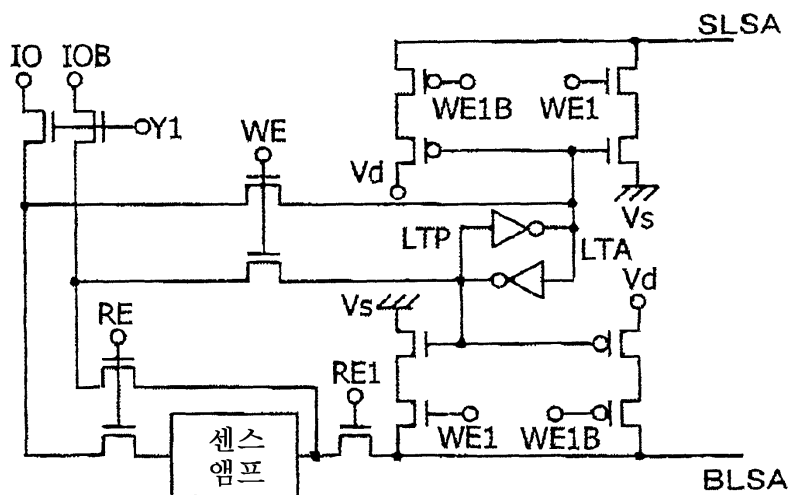 SLSA
IO IOB
WE1B WE1
Y1 WE
Vd
Vs
LTP LTA
Vs Vd
RE
RE1
센스
앰프
WE1 WE1B
BLSA